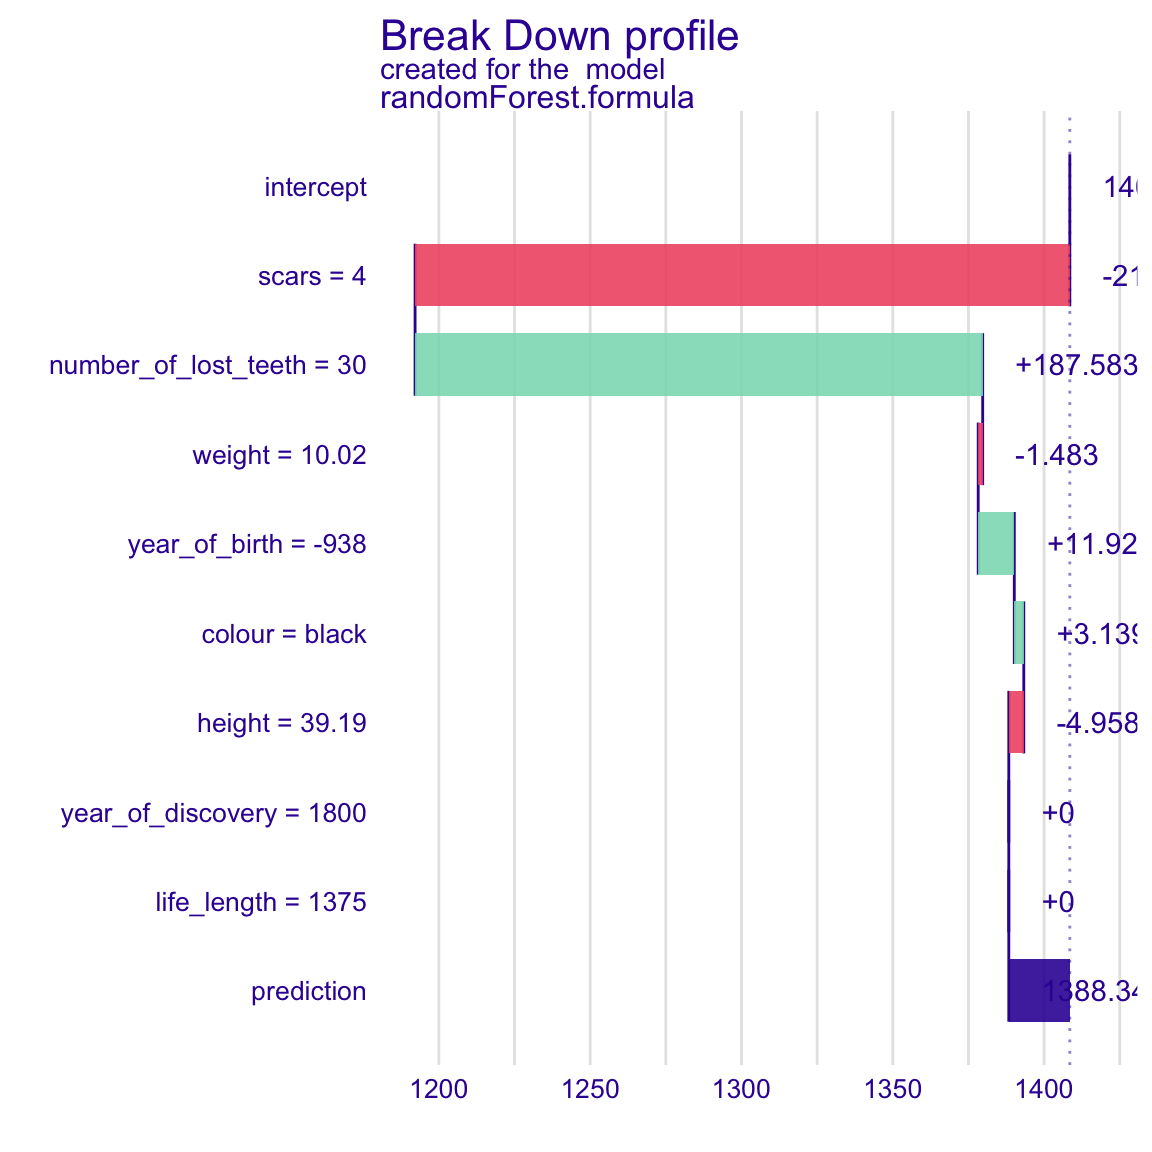 Break Down profile
created for the  model
randomForest.formula
intercept
scars = 4 -21
number_of_lost_teeth = 30 +187.583
weight = 10.02 -1.483
year_of_birth = -938 +11.92
colour = black +3.139
height = 39.19 -4.958
year_of_discovery = 1800 +0
life_length = 1375 +0
prediction 1388.34
1200 1250 1300 1350 1400